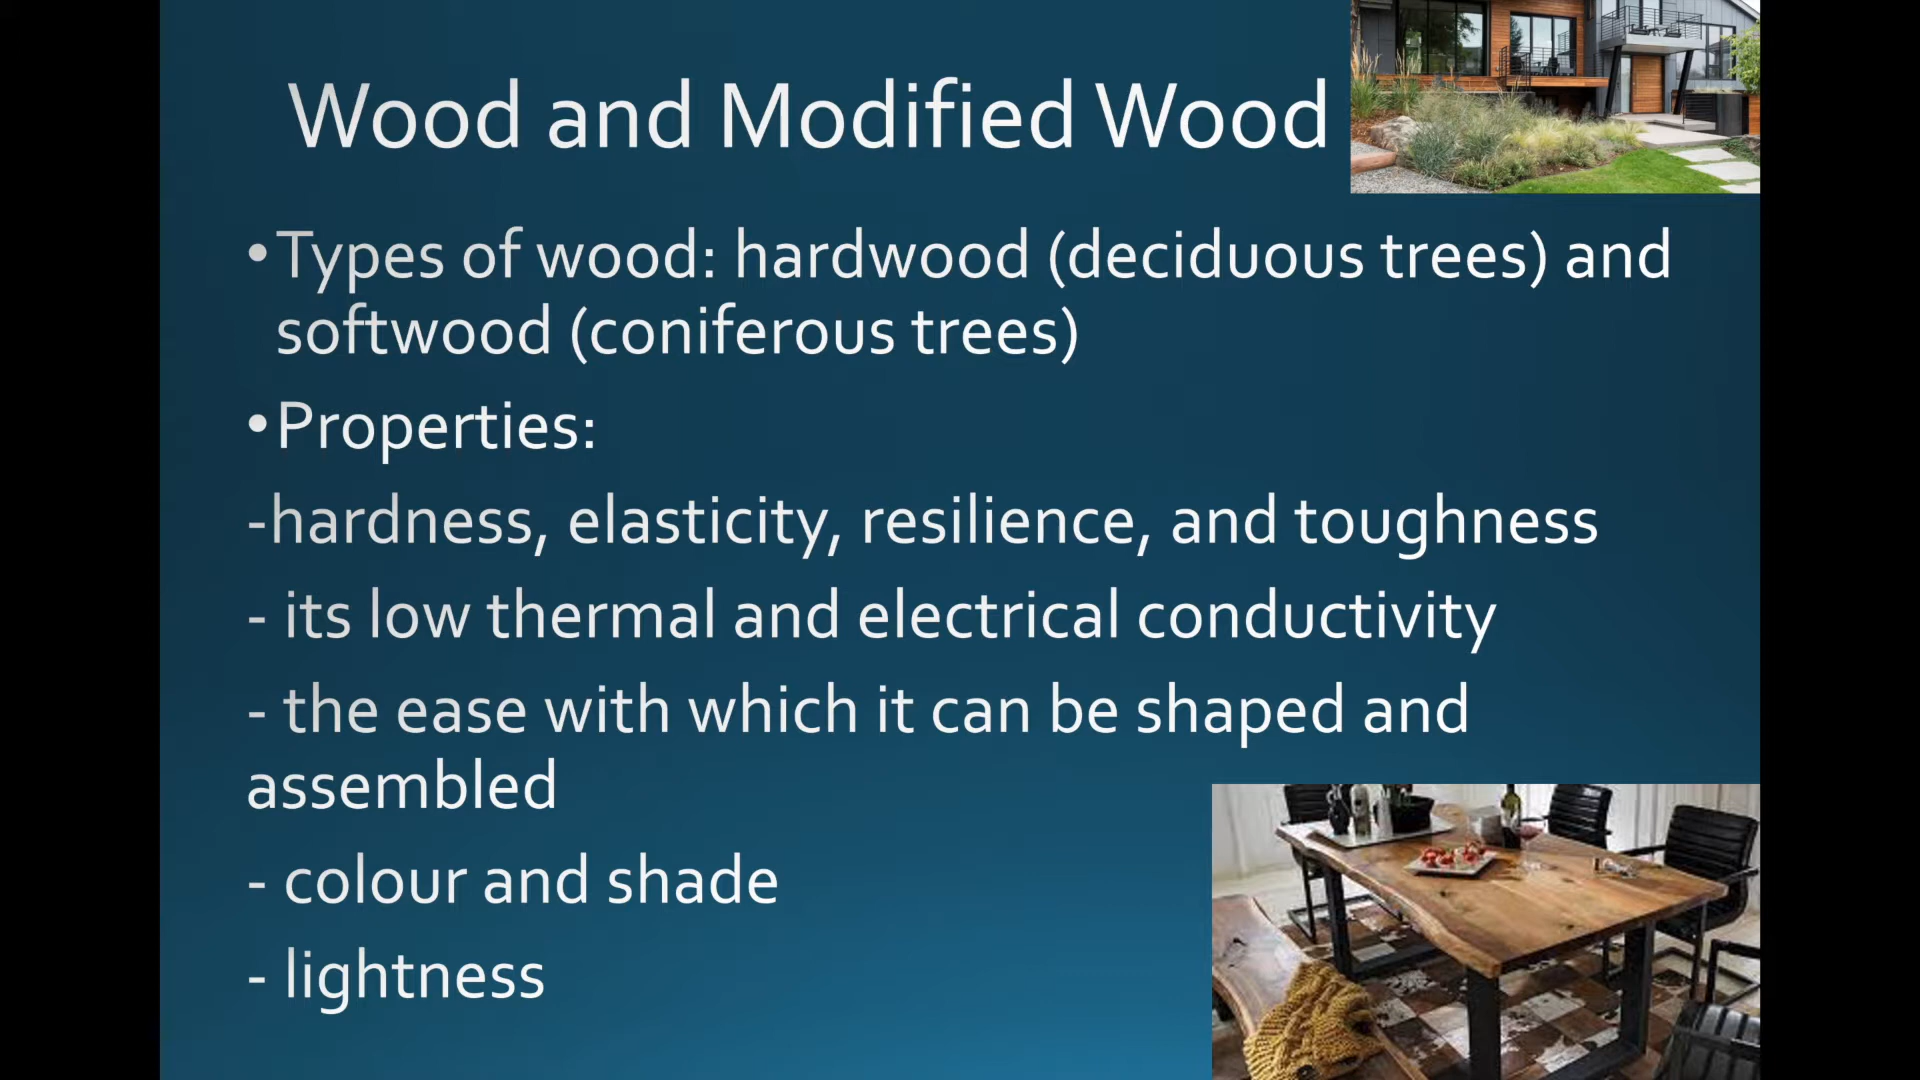 Wood and Modified Wood
•Types of wood: hardwood (deciduous trees) and
softwood (coniferous trees)
•Properties:
-hardness, elasticity, resilience, and toughness
- its low thermal and electrical conductivity
- the ease with which it can be shaped and
assembled
- colour and shade
- lightness